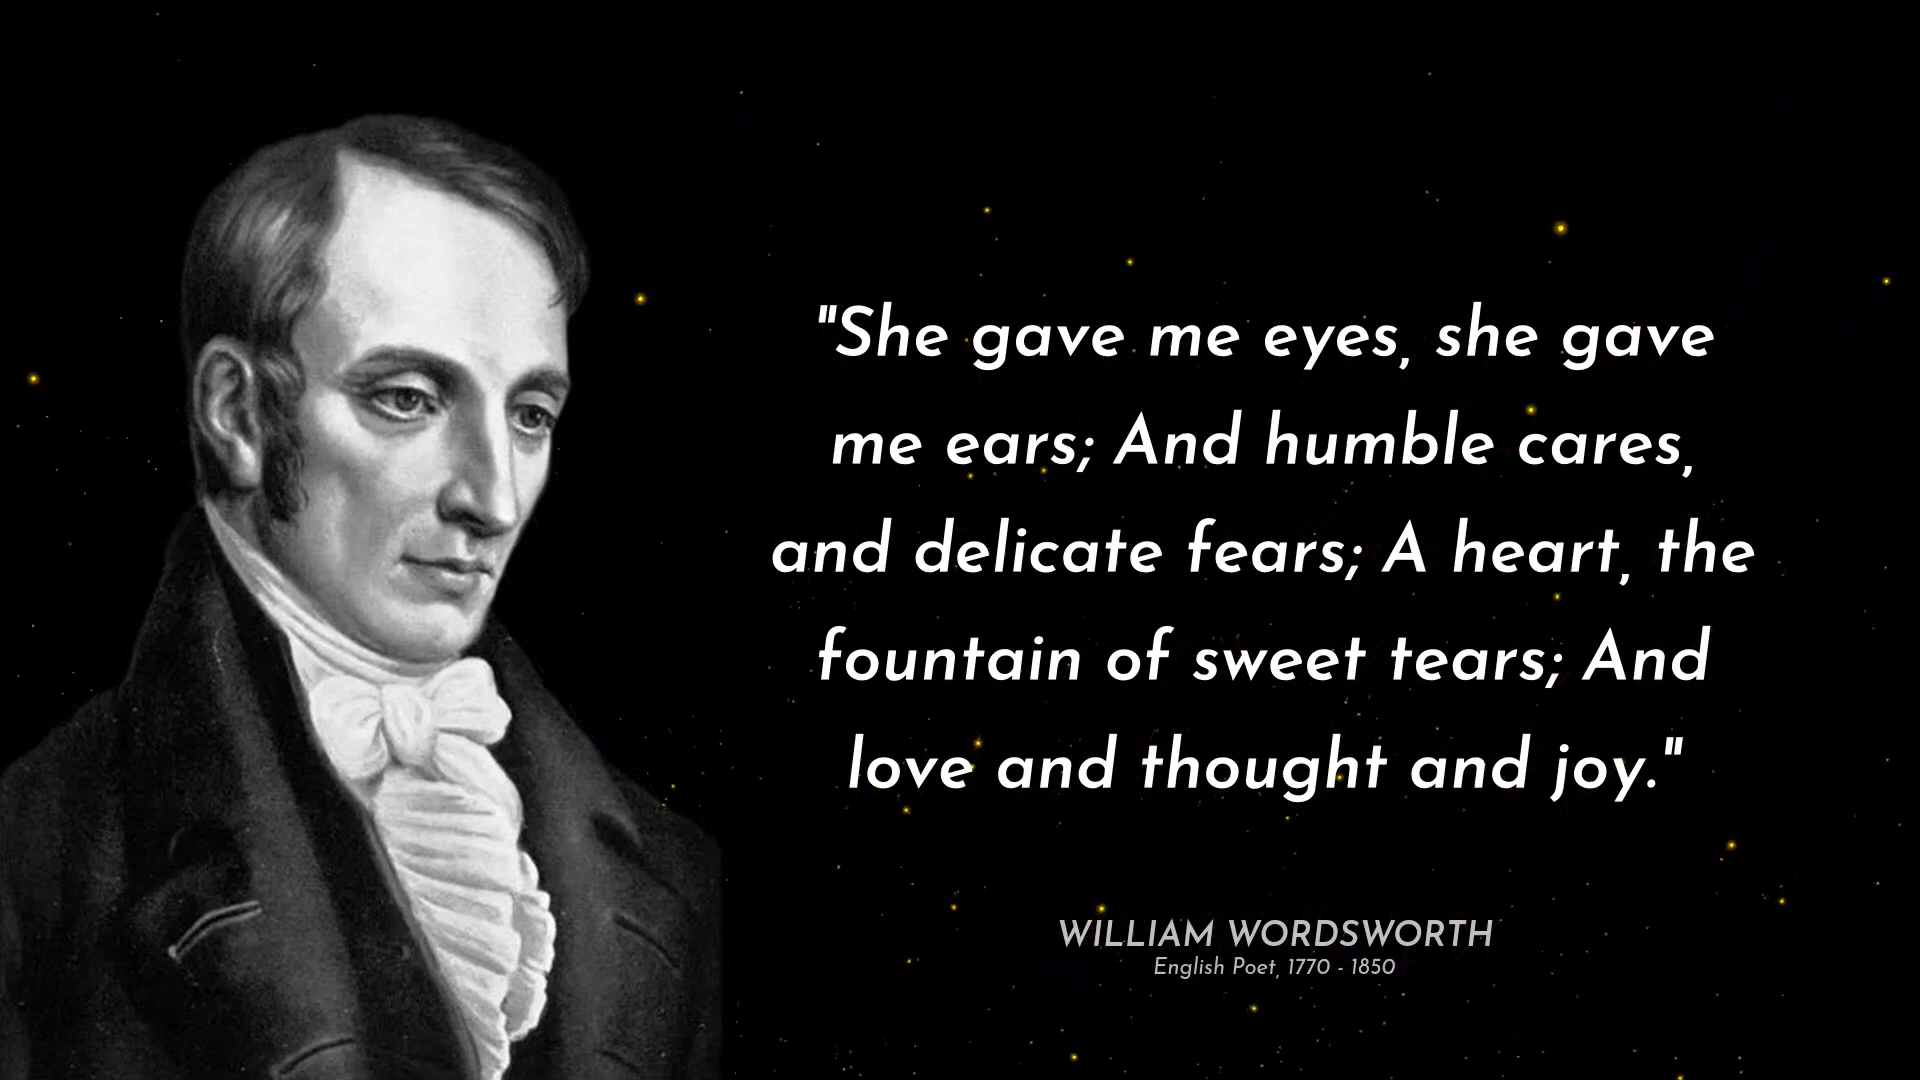 "She gave me eyes, she gave
me ears; And humble cares,
and delicate fears; A heart, the
fountain of sweet tears; And
love and thought and joy."
WILLIAM WORDSWORTH
English Poet, 1770 - 1850